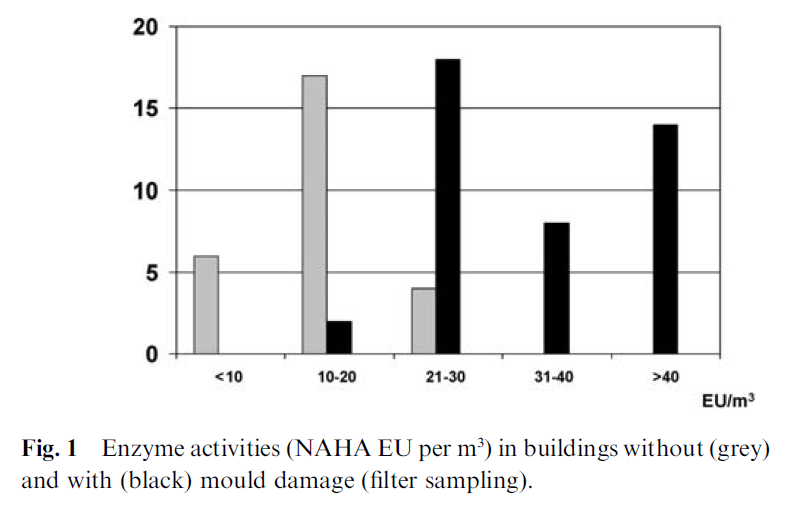 20
15
10
5
0
<10 10-20 21-30 31-40 >40
EU/m³
Fig. 1 Enzyme activities (NAHA EU per m³) in buildings without (grey)
and with (black) mould damage (filter sampling).